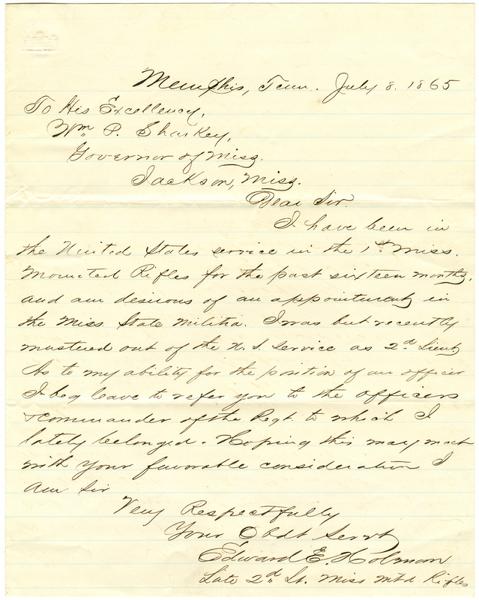 Memphis, Tenn. July 8. 1865
To His Excellency,
Wm P. Sharkey,
Governor of Miss.
Jackson, Miss.
Dear Sir
I have been in
the United States service in the 1st Miss.
Mounted Rifles for the past sixteen months,
and am desirous of an appointment in
the Miss. State Militia. I was but recently
mustered out of the U.S. Service as 2d Lieut
As to my ability for the position of an officer
I beg leave to refer you to the officers
& commander of the Regt. to which I
lately belonged. Hoping this may meet
with your favorable consideration I
am Sir
Very Respectfully
Your Obdt Servt
Edward E. Holman
Late 2d. Lt. Miss Mtd Rifles